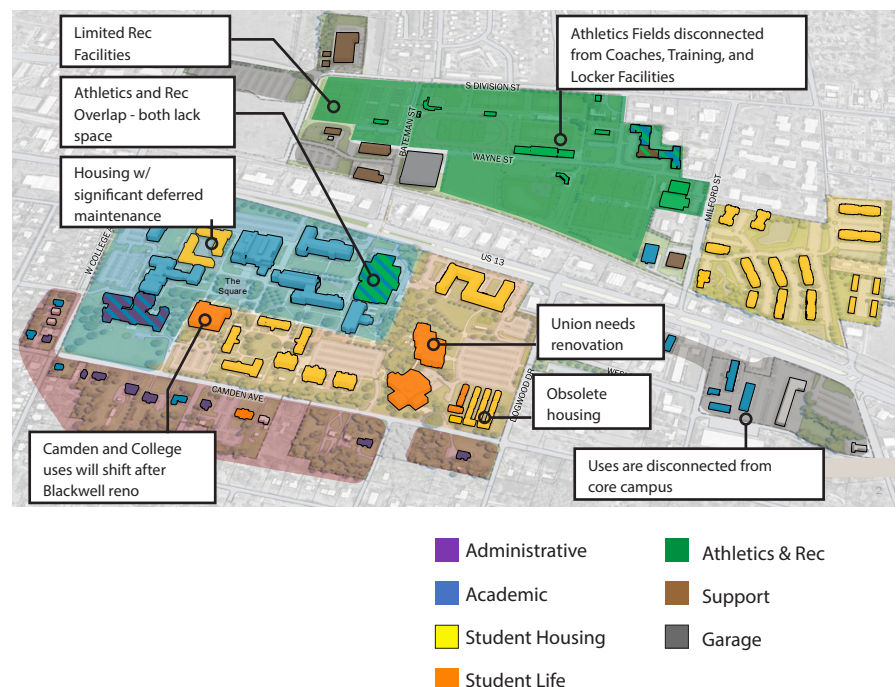 Limited Rec
Facilities
Athletics Fields disconnected
from Coaches, Training, and
Locker Facilities
S DIVISION ST
Athletics and Rec
Overlap - both lack
space
BATEMAN ST
WAYNE ST
Housing w/
significant deferred
maintenance
MILFORD ST
W COLLEGE A
US 13
The
Square
Union needs
renovation
CAMDEN AVE
DOGWOOD DR
Obsolete
housing
Camden and College
uses will shift after
Blackwell reno
Uses are disconnected from
core campus
2
Administrative
Athletics & Rec
Academic
Support
Student Housing
Garage
Student Life